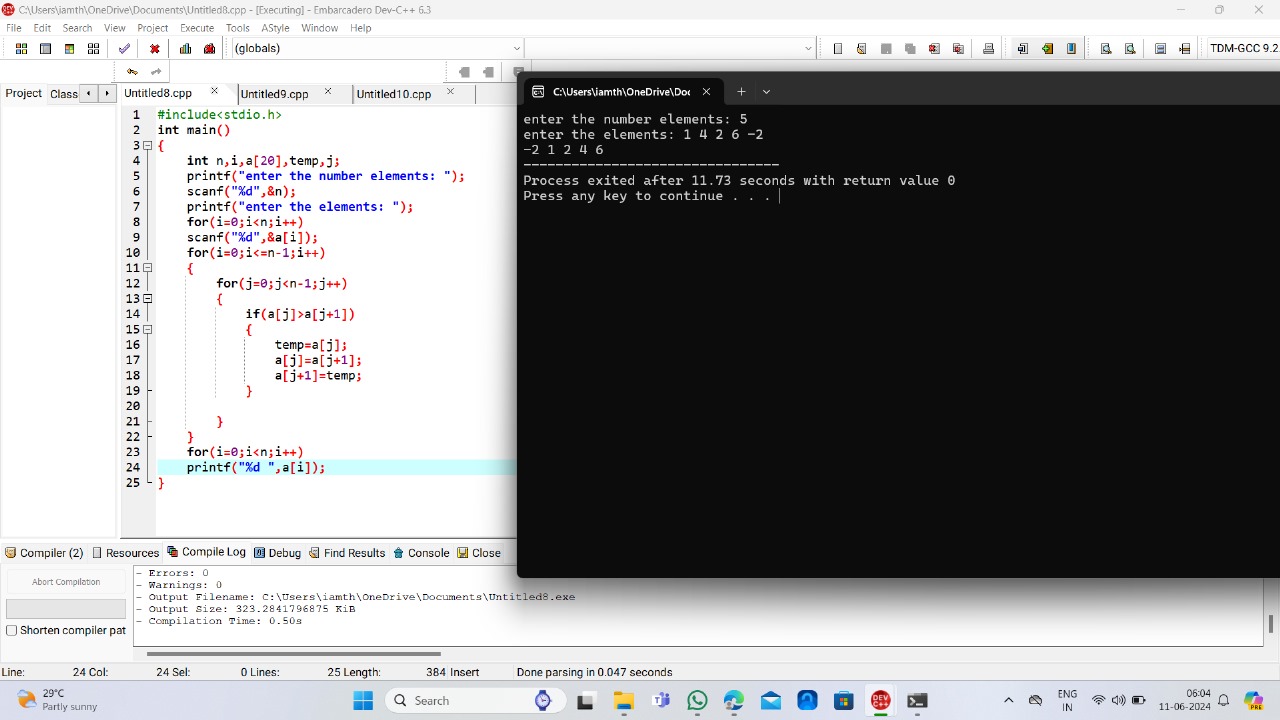 C:\Users\iamth\OneDrive\Documents\Untitled8.cpp - [Executing] - Embarcadero Dev-C++ 6.3
File Edit Search View Project Execute Tools AStyle Window Help
(globals)
TDM-GCC 9.2
Project Class
Untitled8.cpp Untitled9.cpp Untitled10.cpp
1 #include<stdio.h>
2 int main()
3 {
4 int n,i,a[20],temp,j;
5 printf("enter the number elements: ");
6 scanf("%d",&n);
7 printf("enter the elements: ");
8 for(i=0;i<n;i++)
9 scanf("%d",&a[i]);
10 for(i=0;i<=n-1;i++)
11 {
12 for(j=0;j<n-1;j++)
13 {
14 if(a[j]>a[j+1])
15 {
16 temp=a[j];
17 a[j]=a[j+1];
18 a[j+1]=temp;
19 }
20
21 }
22 }
23 for(i=0;i<n;i++)
24 printf("%d ",a[i]);
25 }
C:\Users\iamth\OneDrive\Doc
enter the number elements: 5
enter the elements: 1 4 2 6 -2
-2 1 2 4 6
--------------------------------
Process exited after 11.73 seconds with return value 0
Press any key to continue . . .
Compiler (2) Resources Compile Log Debug Find Results Console Close
Abort Compilation
Shorten compiler pat
- Errors: 0
- Warnings: 0
- Output Filename: C:\Users\iamth\OneDrive\Documents\Untitled8.exe
- Output Size: 323.2841796875 KiB
- Compilation Time: 0.50s
Line: 24 Col: 24 Sel: 0 Lines: 25 Length: 384 Insert Done parsing in 0.047 seconds
29°C
Partly sunny
Search
DEV C++
ENG
IN
06:04
11-06-2024
PRE